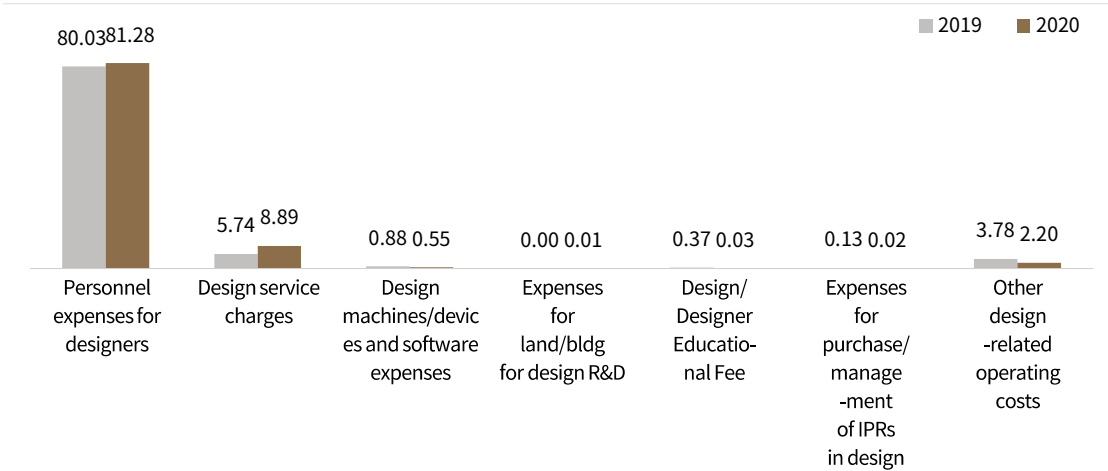 2019 2020
80.03 81.28
5.74 8.89
0.88 0.55
0.00 0.01
0.37 0.03
0.13 0.02
3.78 2.20
Personnel
expenses for
designers
Design service
charges
Design
machines/devic
es and software
expenses
Expenses
for
land/bldg
for design R&D
Design/
Designer
Educatio-
nal Fee
Expenses
for
purchase/
manage
-ment
of IPRs
in design
Other
design
-related
operating
costs